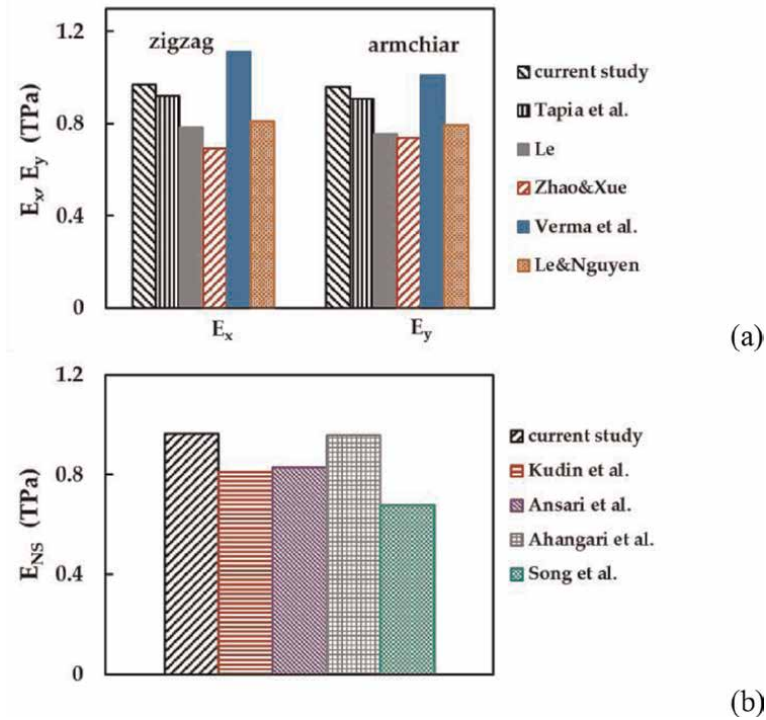 1.2
zigzag
armchiar
0.8
0.4
0
Ex, Ey (TPa)
Ex
Ey
current study
Tapia et al.
Le
Zhao&Xue
Verma et al.
Le&Nguyen
(a)
1.2
0.8
0.4
0
ENS (TPa)
current study
Kudin et al.
Ansari et al.
Ahangari et al.
Song et al.
(b)